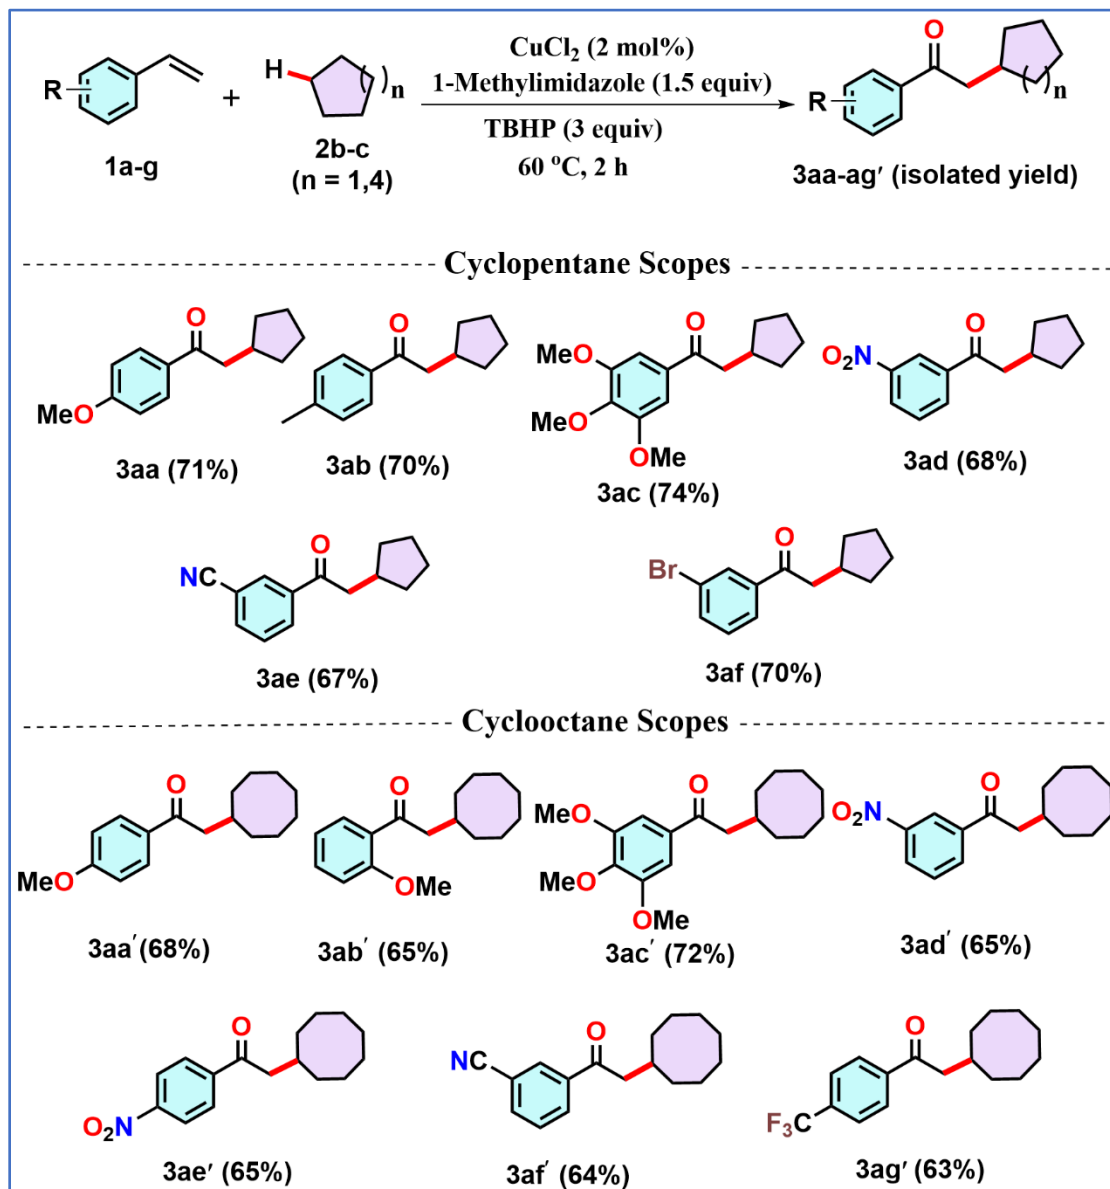 CuCl₂ (2 mol%)
1-Methylimidazole (1.5 equiv)
TBHP (3 equiv)
60 °C, 2 h
R
1a-g
+
H
n
2b-c
(n = 1,4)
O
R
n
3aa-ag′ (isolated yield)
Cyclopentane Scopes
O
MeO
3aa (71%)
O
3ab (70%)
O
MeO
MeO
OMe
3ac (74%)
O
O₂N
3ad (68%)
O
NC
3ae (67%)
O
Br
3af (70%)
Cyclooctane Scopes
O
MeO
3aa′ (68%)
O
OMe
3ab′ (65%)
O
MeO
MeO
OMe
3ac′ (72%)
O
O₂N
3ad′ (65%)
O
O₂N
3ae′ (65%)
O
NC
3af′ (64%)
O
F₃C
3ag′ (63%)